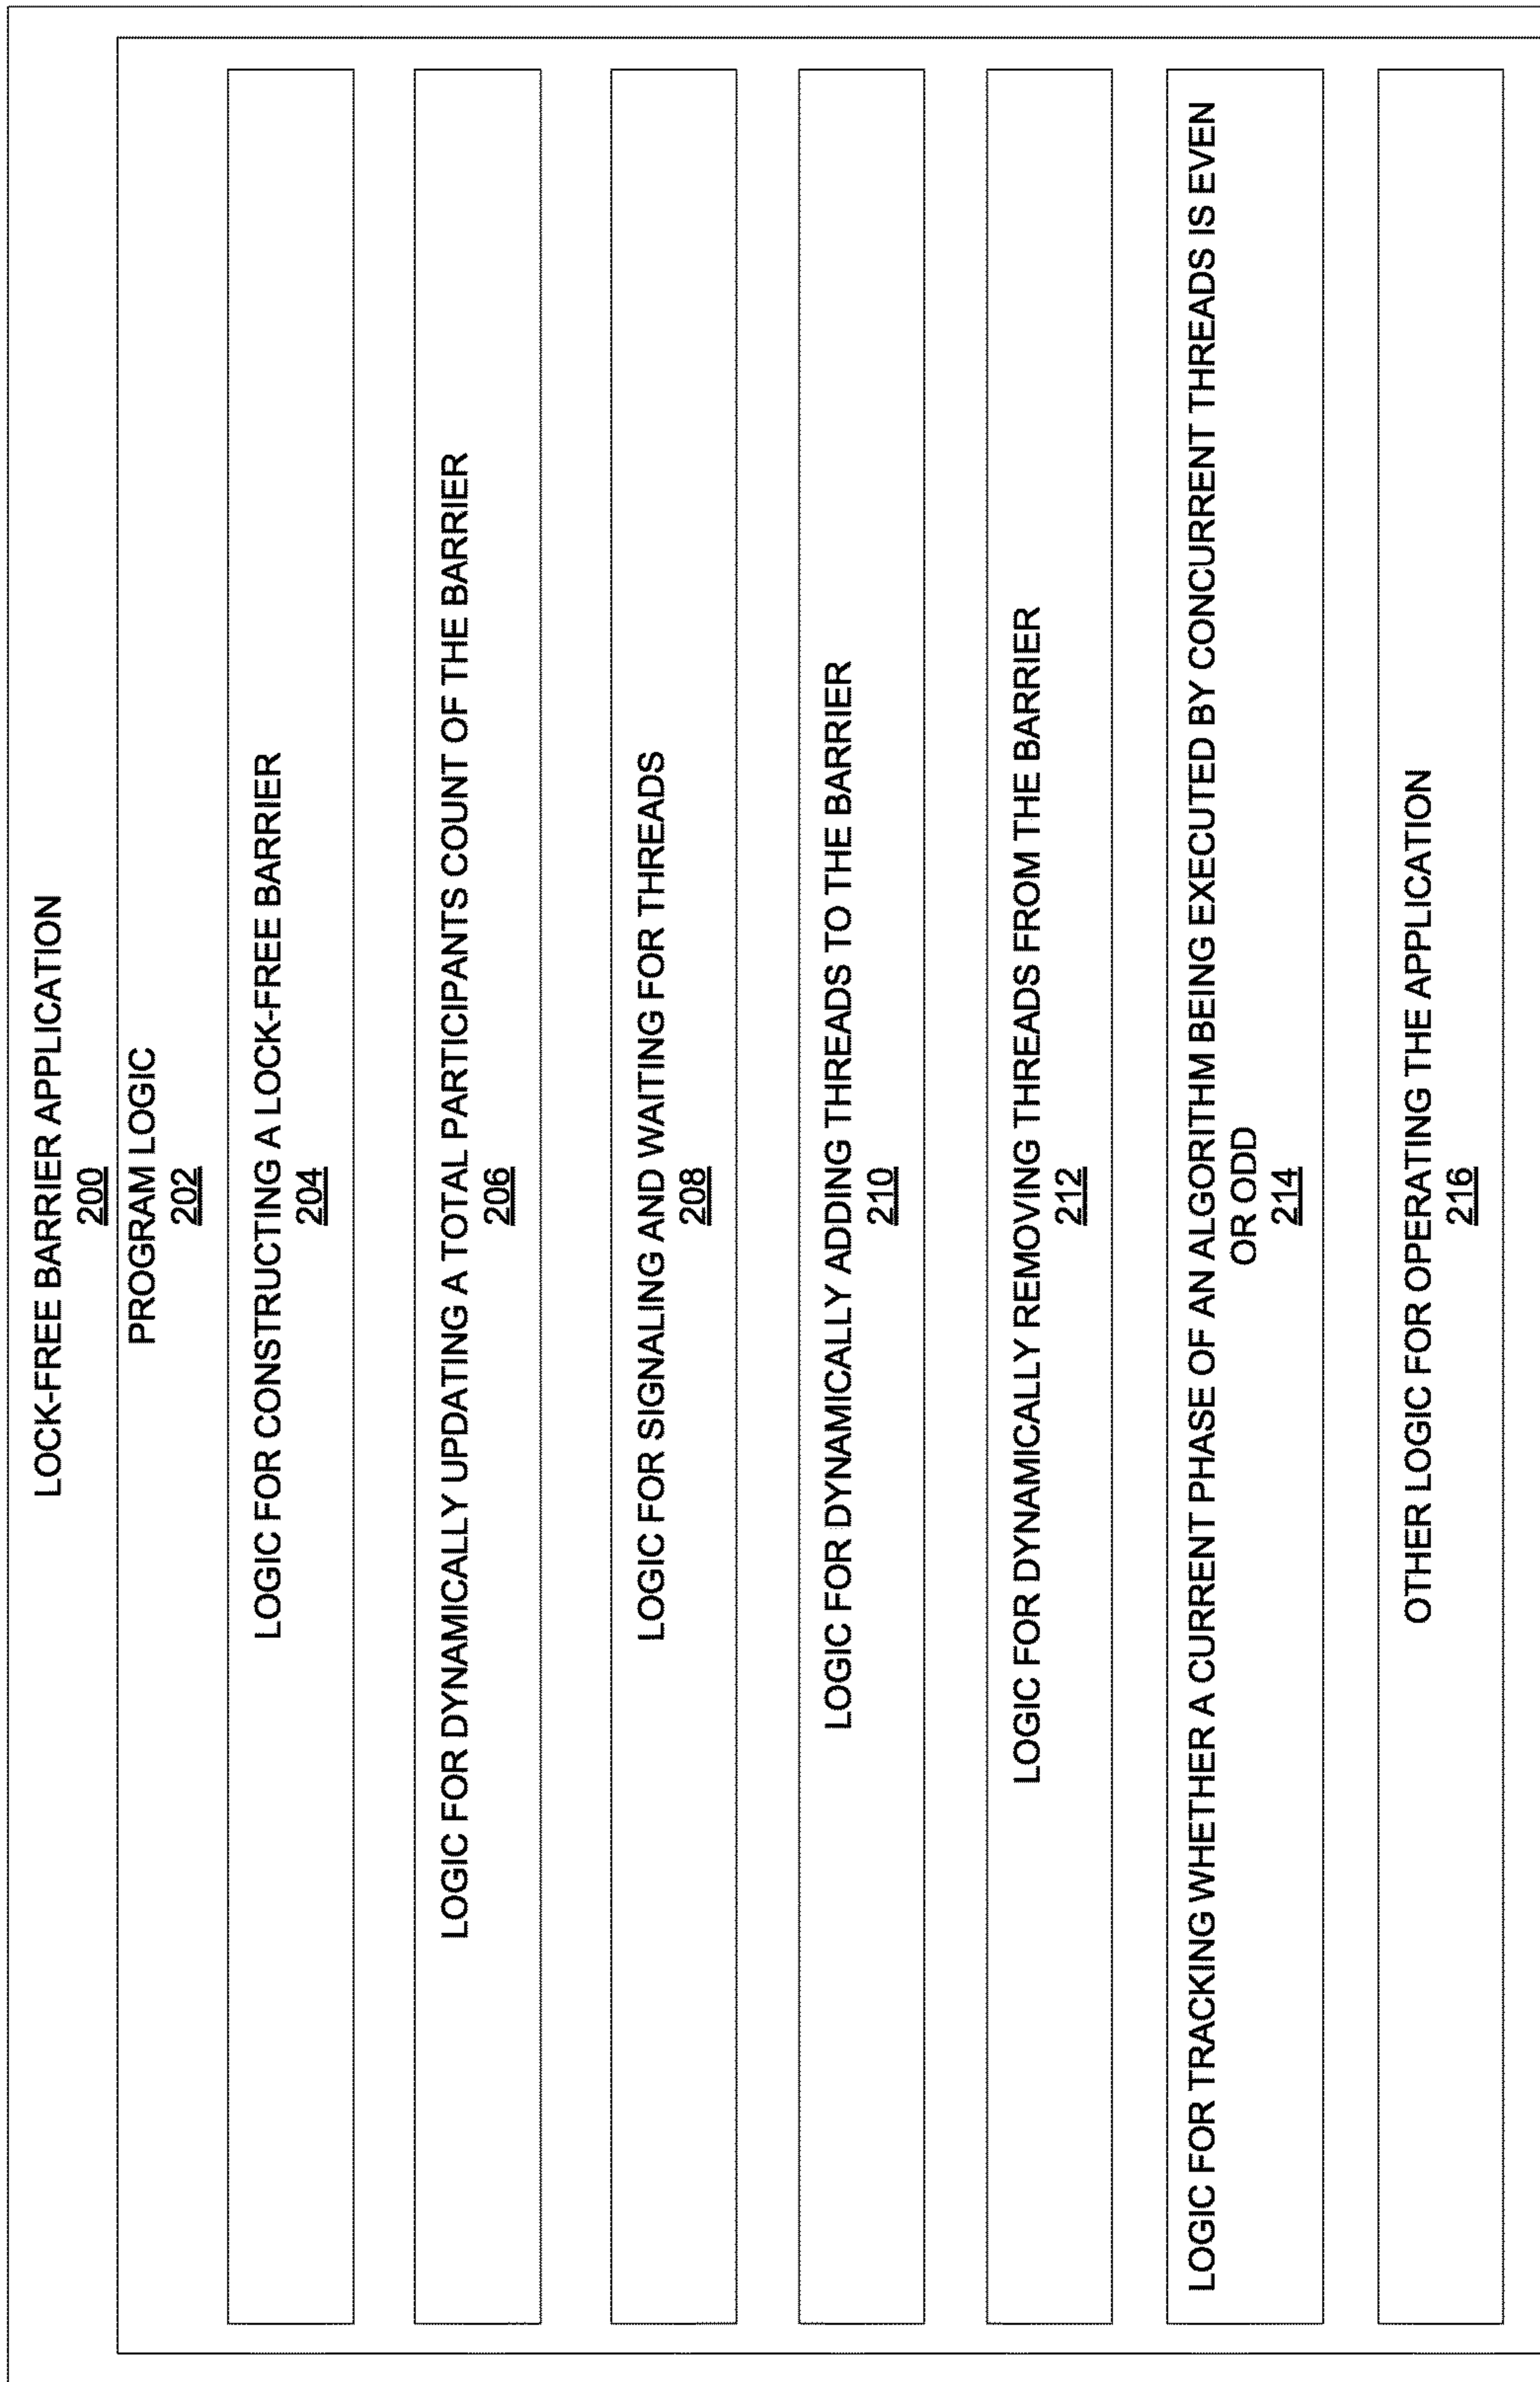 LOCK-FREE BARRIER APPLICATION
200
PROGRAM LOGIC
202
LOGIC FOR CONSTRUCTING A LOCK-FREE BARRIER
204
LOGIC FOR DYNAMICALLY UPDATING A TOTAL PARTICIPANTS COUNT OF THE BARRIER
206
LOGIC FOR SIGNALING AND WAITING FOR THREADS
208
LOGIC FOR DYNAMICALLY ADDING THREADS TO THE BARRIER
210
LOGIC FOR DYNAMICALLY REMOVING THREADS FROM THE BARRIER
212
LOGIC FOR TRACKING WHETHER A CURRENT PHASE OF AN ALGORITHM BEING EXECUTED BY CONCURRENT THREADS IS EVEN
OR ODD
214
OTHER LOGIC FOR OPERATING THE APPLICATION
216